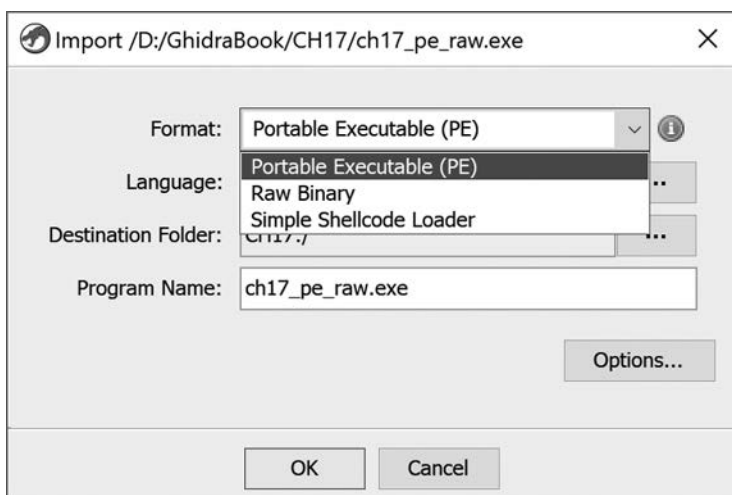 Import /D:/GhidraBook/CH17/ch17_pe_raw.exe
Format: Portable Executable (PE)
Portable Executable (PE)
Language:
Raw Binary
Simple Shellcode Loader
Destination Folder: CH17:/ ...
Program Name: ch17_pe_raw.exe
Options...
OK Cancel